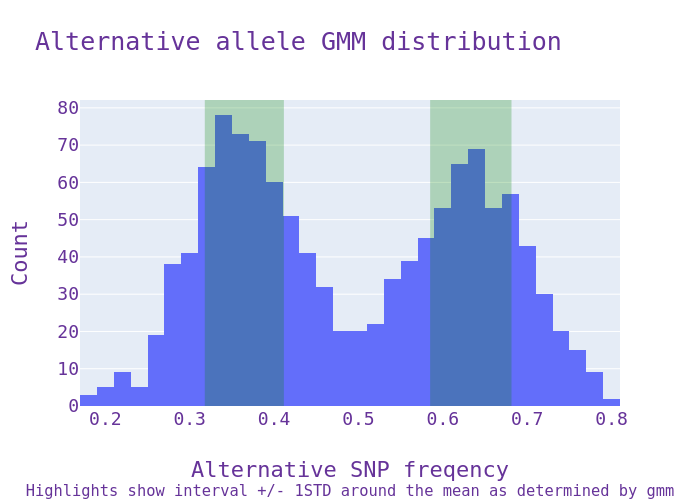 Alternative allele GMM distribution
80
70
60
50
40
30
20
10
0
Count
0.2 0.3 0.4 0.5 0.6 0.7 0.8
Alternative SNP freqency
Highlights show interval +/- 1STD around the mean as determined by gmm